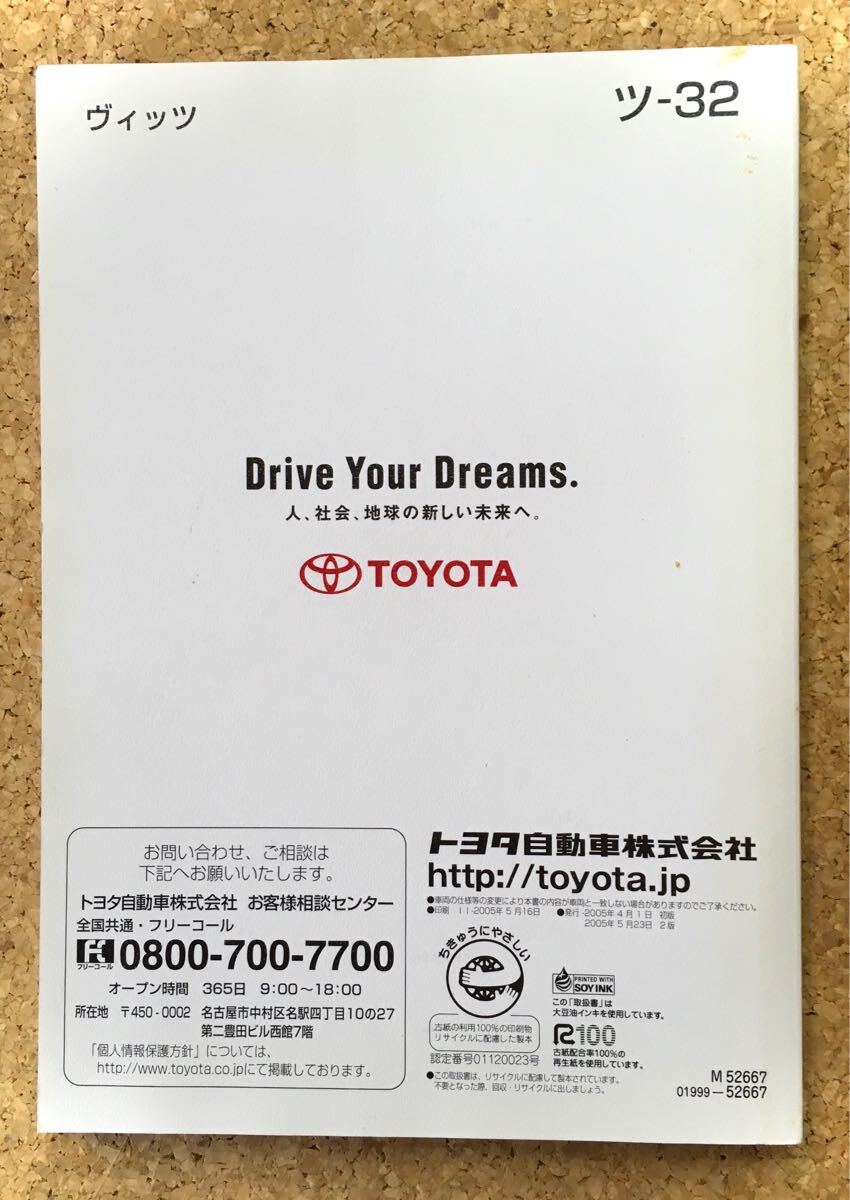 ヴィッツ
ツ-32
Drive Your Dreams.
人、社会、地球の新しい未来へ。
TOYOTA
お問い合わせ、ご相談は
下記へお願いいたします。
トヨタ自動車株式会社 お客様相談センター
全国共通・フリーコール
フリーコール 0800-700-7700
オープン時間 365日 9:00〜18:00
所在地 〒450-0002 名古屋市中村区名駅四丁目10の27
第二豊田ビル西館7階
「個人情報保護方針」については、
http://www.toyota.co.jpにて掲載しております。
トヨタ自動車株式会社
http://toyota.jp
●車両の仕様等の変更により本書の内容が車両と一致しない場合がありますのでご了承ください。
●印刷 II-2005年5月16日 ●発行-2005年4月1日 初版
2005年5月23日 2版
ちきゅうにやさしい
古紙の利用100%の印刷物
リサイクルに配慮した製本
認定番号01120023号
PRINTED WITH
SOY INK
この「取扱書」は
大豆油インキを使用しています。
R100
古紙配合率100%の
再生紙を使用しています。
●この取扱書は、リサイクルに配慮して製本されています。
不要となった際、回収・リサイクルに出しましょう。
M 52667
01999-52667